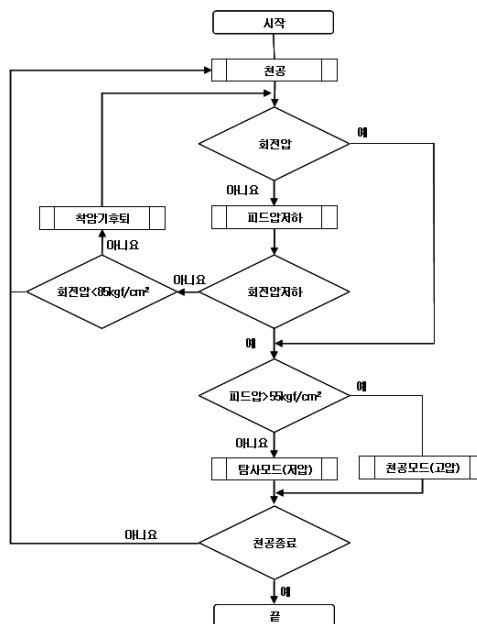 시작
천공
회전압
예
아니요
착암기후퇴
피드압저하
아니요
회전압<85kgf/cm²
아니요
회전압저하
예
피드압>55kgf/cm²
예
아니요
탐사모드(저압)
천공모드(고압)
아니요
천공종료
예
끝